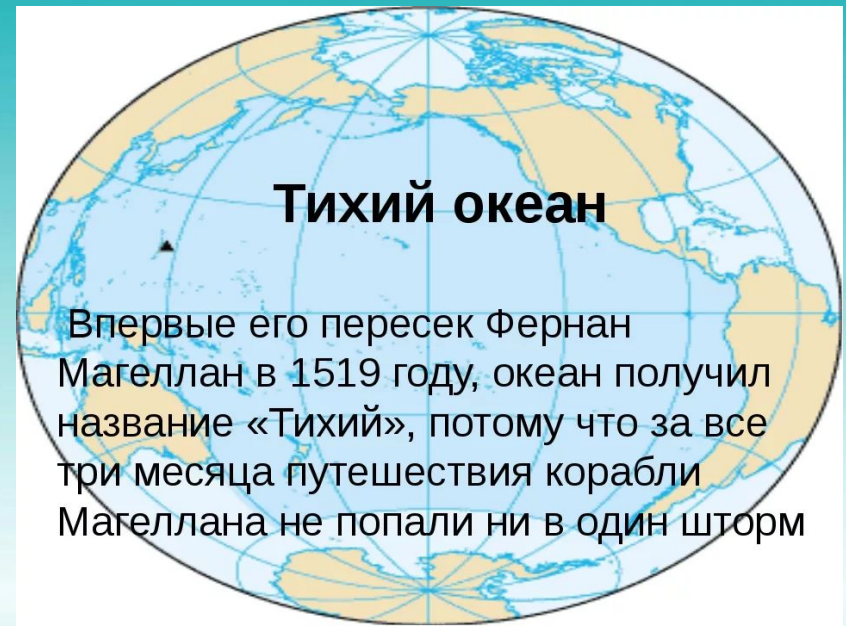 Тихий океан
Впервые его пересек Фернан
Магеллан в 1519 году, океан получил
название «Тихий», потому что за все
три месяца путешествия корабли
Магеллана не попали ни в один шторм